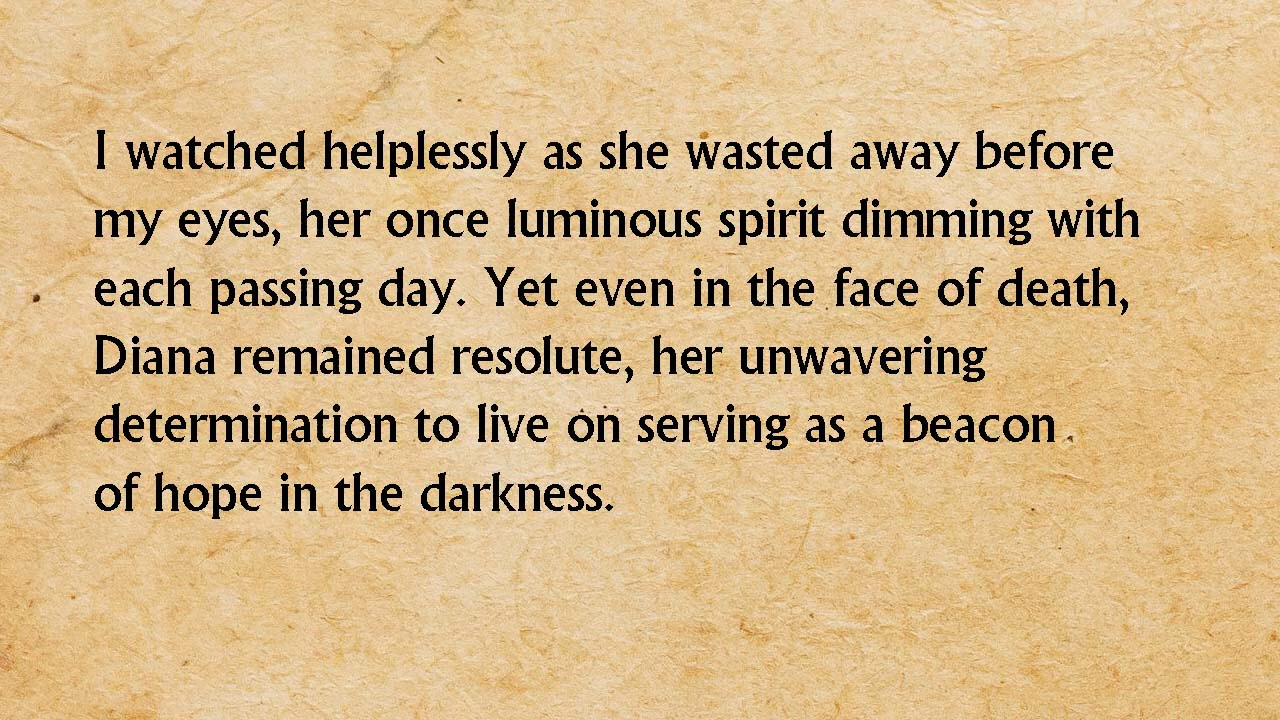 I watched helplessly as she wasted away before
my eyes, her once luminous spirit dimming with
each passing day. Yet even in the face of death,
Diana remained resolute, her unwavering
determination to live on serving as a beacon
of hope in the darkness.